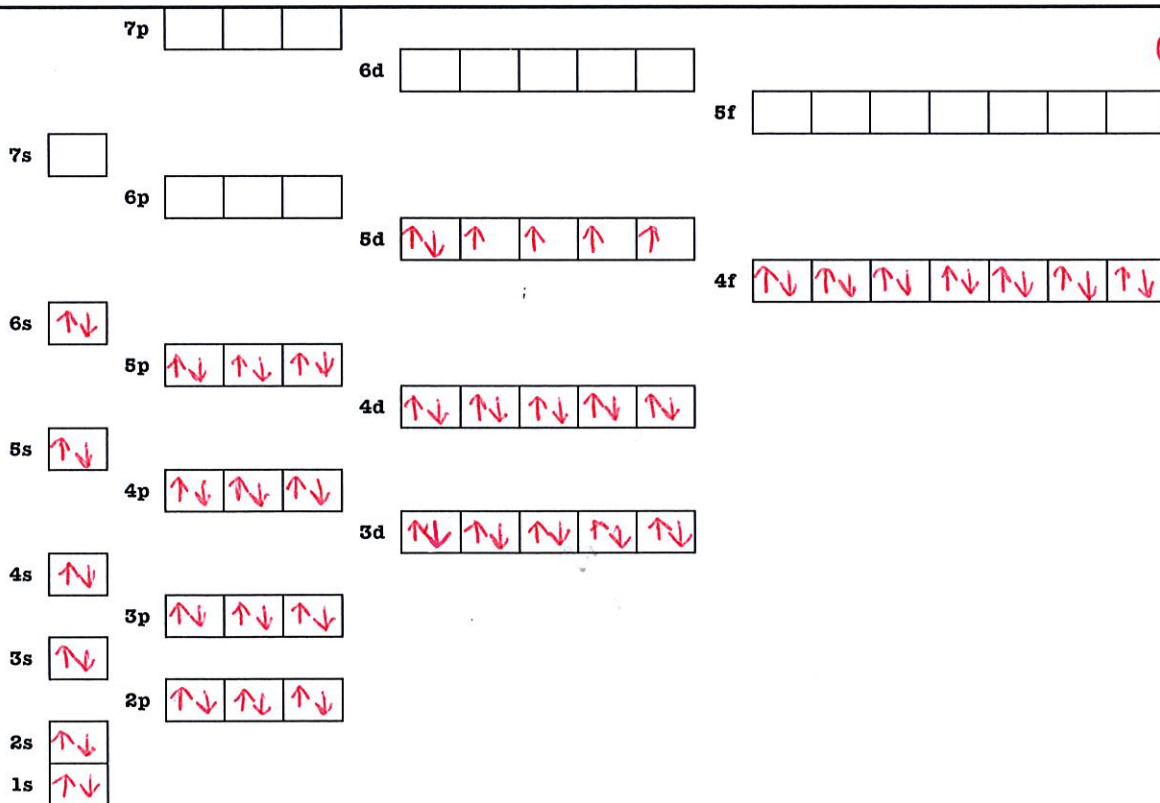 7p
6d
5f
7s
6p
5d ↑↓ ↑ ↑ ↑ ↑
4f ↑↓ ↑↓ ↑↓ ↑↓ ↑↓ ↑↓ ↑↓
6s ↑↓
5p ↑↓ ↑↓ ↑↓
4d ↑↓ ↑↓ ↑↓ ↑↓ ↑↓
5s ↑↓
4p ↑↓ ↑↓ ↑↓
3d ↑↓ ↑↓ ↑↓ ↑↓ ↑↓
4s ↑↓
3p ↑↓ ↑↓ ↑↓
3s ↑↓
2p ↑↓ ↑↓ ↑↓
2s ↑↓
1s ↑↓